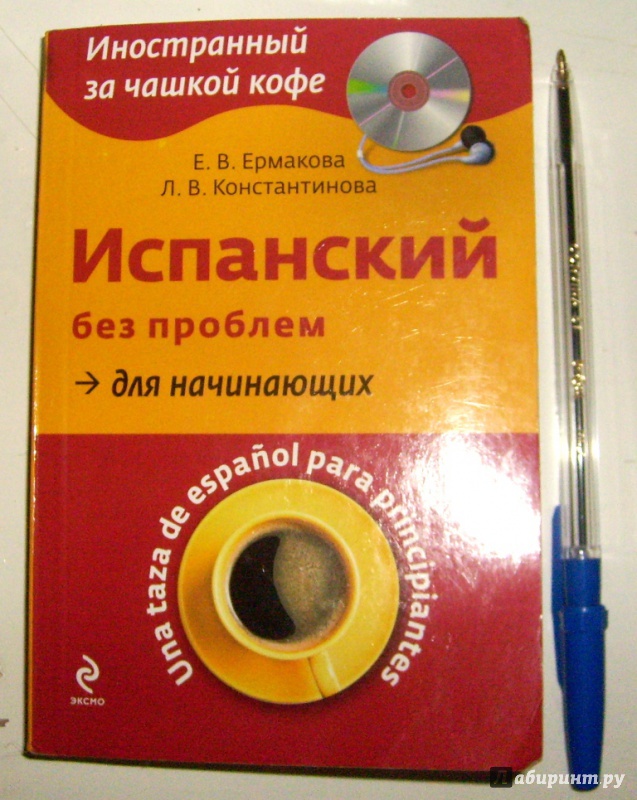 Иностранный
за чашкой кофе
Е. В. Ермакова
Л. В. Константинова
Испанский
без проблем
→ для начинающих
Una taza de español para principiantes
ЭКСМО
Лабиринт.ру